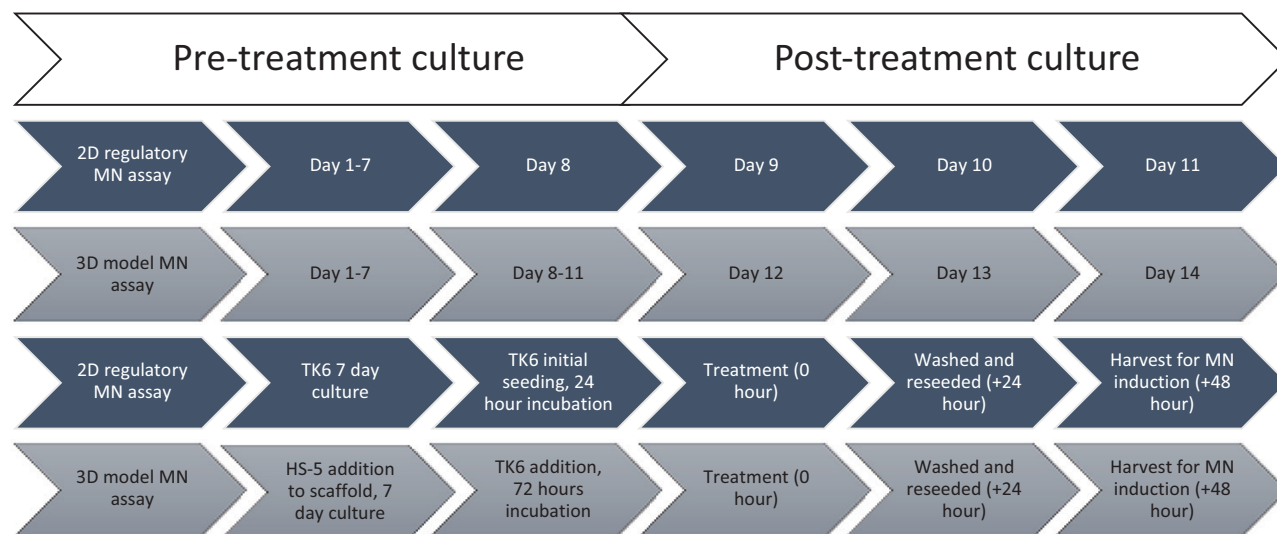 Pre-treatment culture
Post-treatment culture
2D regulatory
MN assay
Day 1-7
Day 8
Day 9
Day 10
Day 11
3D model MN
assay
Day 1-7
Day 8-11
Day 12
Day 13
Day 14
2D regulatory
MN assay
TK6 7 day
culture
TK6 initial
seeding, 24
hour incubation
Treatment (0
hour)
Washed and
reseeded (+24
hour)
Harvest for MN
induction (+48
hour)
3D model MN
assay
HS-5 addition
to scaffold, 7
day culture
TK6 addition,
72 hours
incubation
Treatment (0
hour)
Washed and
reseeded (+24
hour)
Harvest for MN
induction (+48
hour)